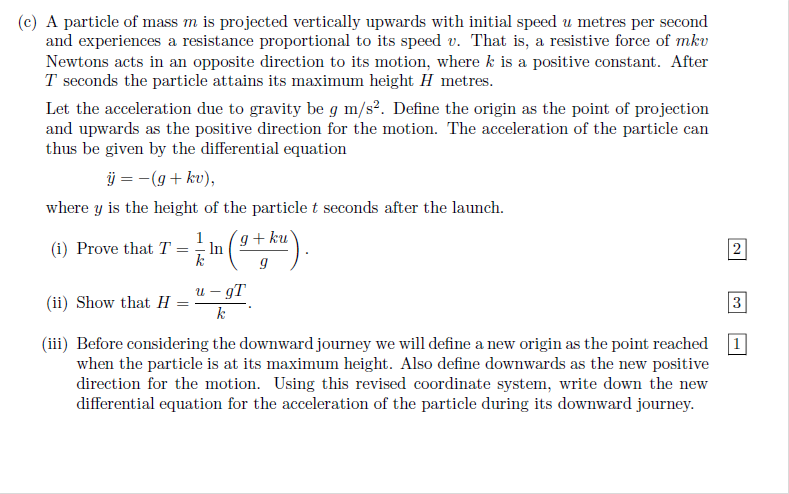 (c) A particle of mass m is projected vertically upwards with initial speed u metres per second
and experiences a resistance proportional to its speed v. That is, a resistive force of mkv
Newtons acts in an opposite direction to its motion, where k is a positive constant. After
T seconds the particle attains its maximum height H metres.
Let the acceleration due to gravity be g m/s². Define the origin as the point of projection
and upwards as the positive direction for the motion. The acceleration of the particle can
thus be given by the differential equation
ÿ = −(g + kv),
where y is the height of the particle t seconds after the launch.
(i) Prove that T = 1/k ln((g + ku)/g). 2
(ii) Show that H = (u − gT)/k. 3
(iii) Before considering the downward journey we will define a new origin as the point reached 1
when the particle is at its maximum height. Also define downwards as the new positive
direction for the motion. Using this revised coordinate system, write down the new
differential equation for the acceleration of the particle during its downward journey.